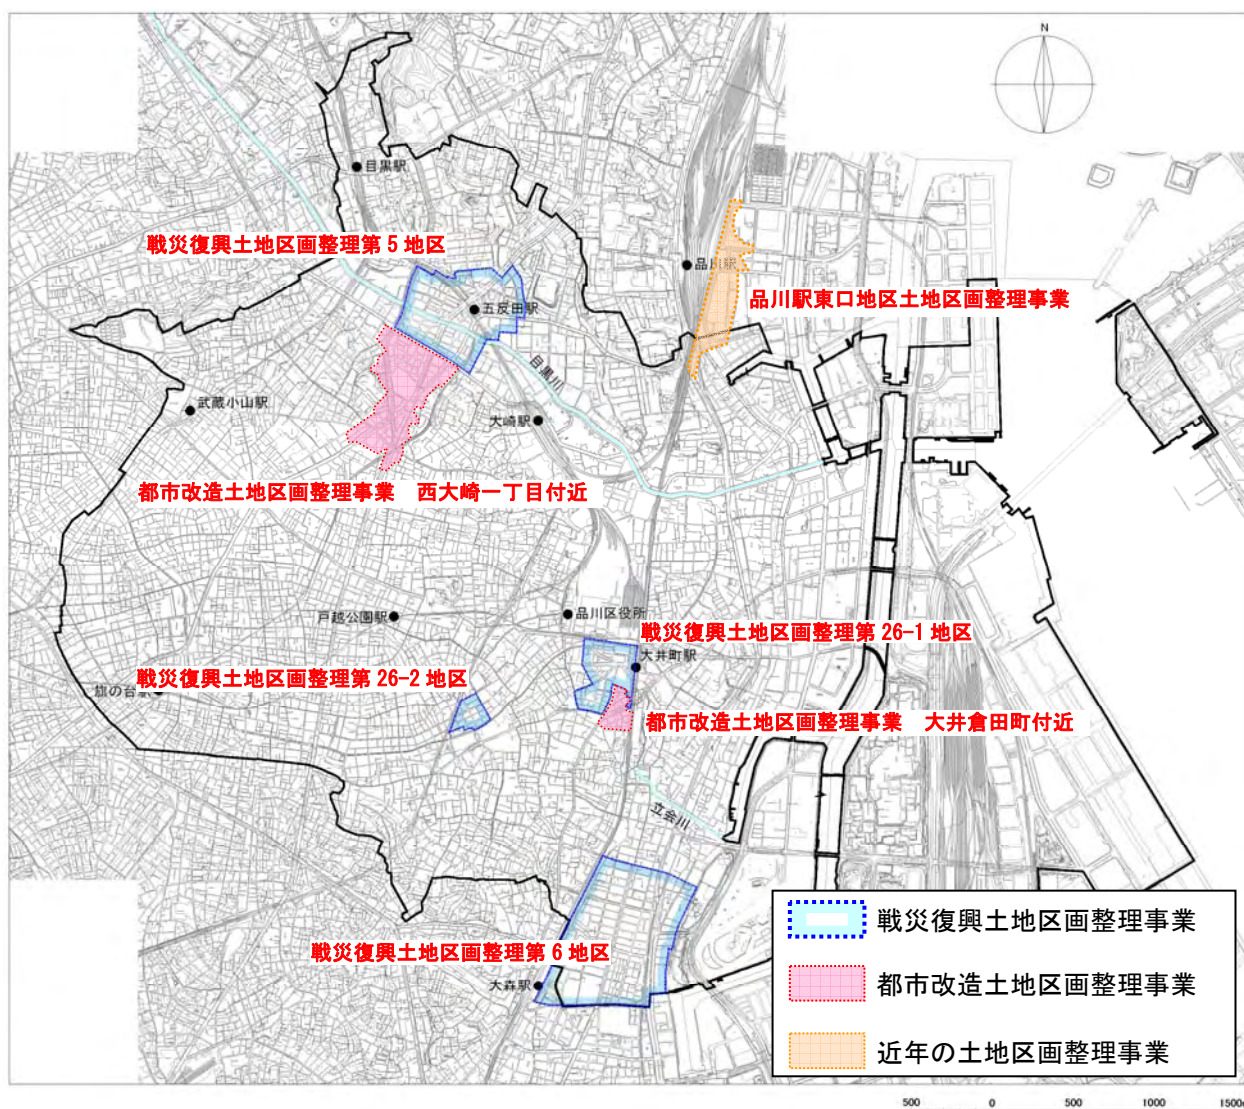 N
目黒駅
戦災復興土地区画整理第5地区
品川駅
品川駅東口地区土地区画整理事業
五反田駅
目黒川
武蔵小山駅
大崎駅
都市改造土地区画整理事業　西大崎一丁目付近
戸越公園駅
品川区役所
戦災復興土地区画整理第26-1地区
大井町駅
戦災復興土地区画整理第26-2地区
旗の台駅
都市改造土地区画整理事業　大井倉田町付近
立会川
戦災復興土地区画整理第6地区
大森駅
戦災復興土地区画整理事業
都市改造土地区画整理事業
近年の土地区画整理事業
500 0 500 1000 1500